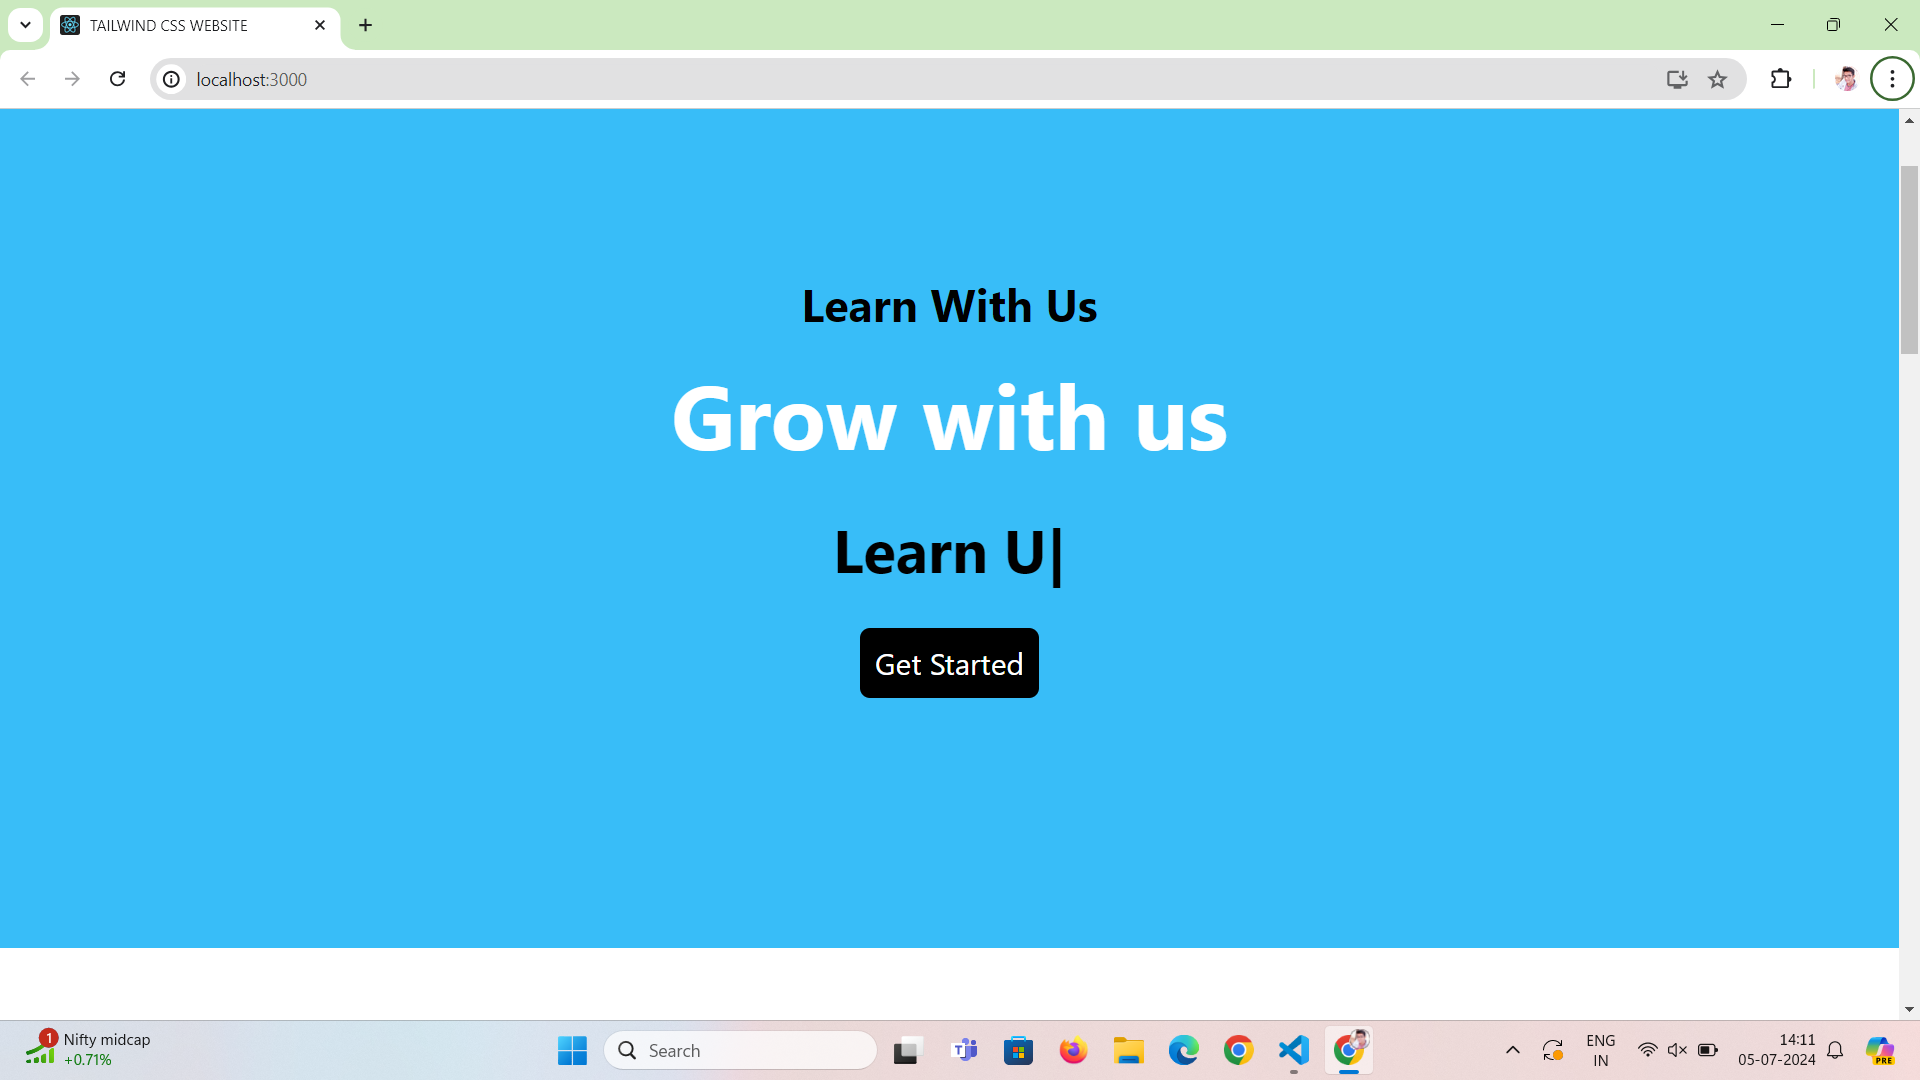 TAILWIND CSS WEBSITE
localhost:3000
Learn With Us
Grow with us
Learn U|
Get Started
1
Nifty midcap
+0.71%
Search
ENG
IN
14:11
05-07-2024
PRE